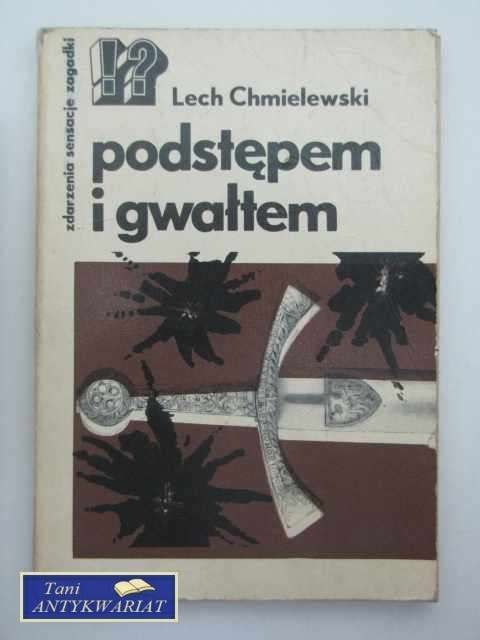 zdarzenia sensacje zagadki
!?
Lech Chmielewski
podstępem
i gwałtem
Tani
ANTYKWARIAT